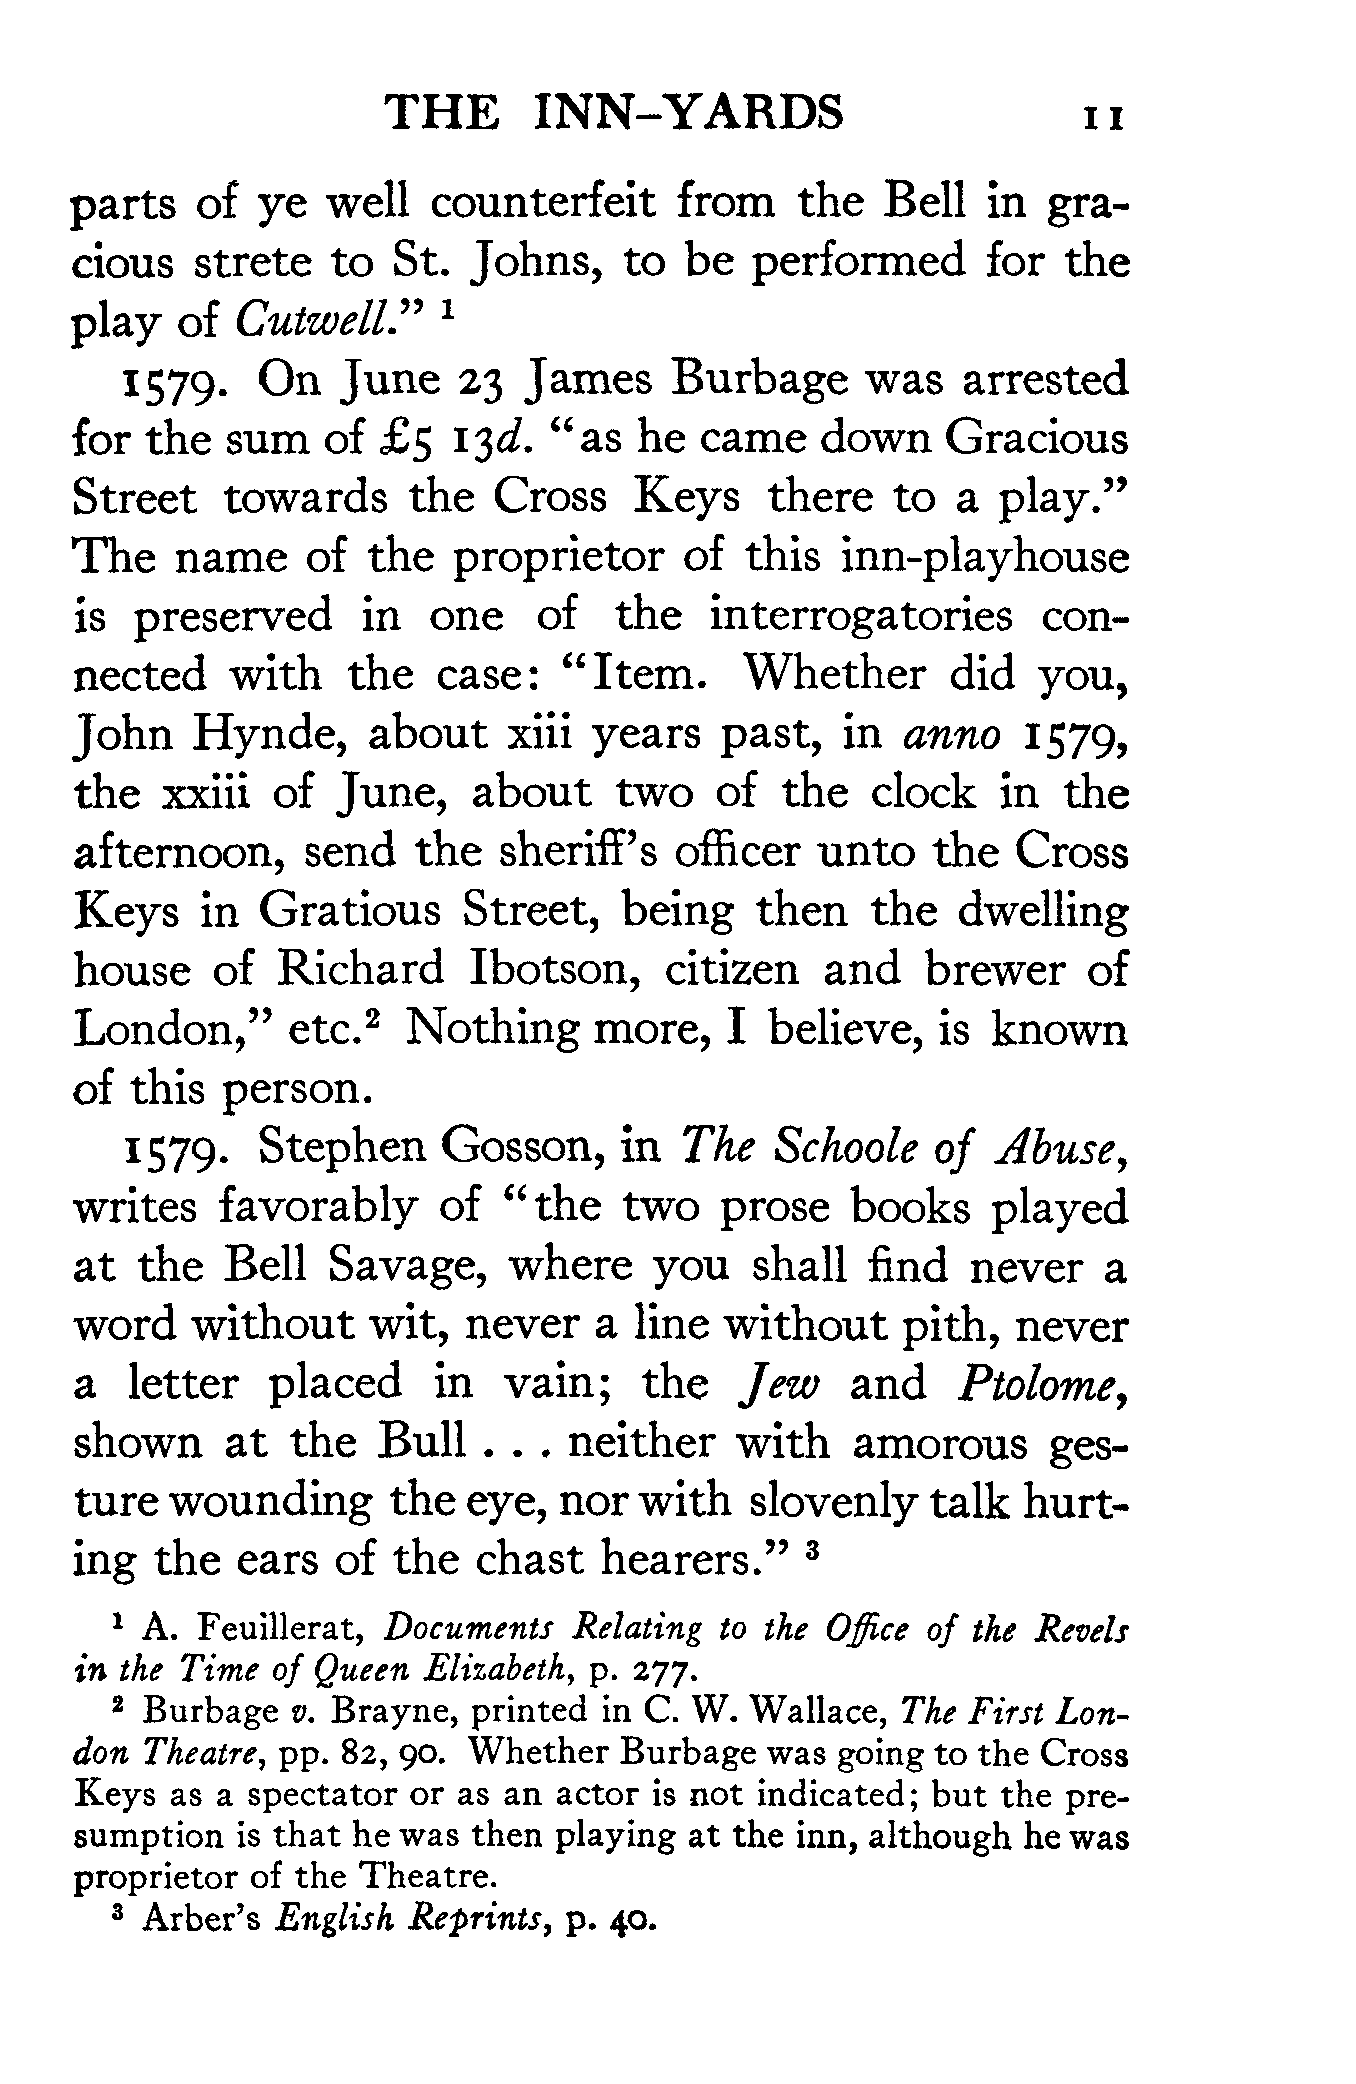 THE INN-YARDS 11
parts of ye well counterfeit from the Bell in gra-
cious strete to St. Johns, to be performed for the
play of Cutwell." 1
1579. On June 23 James Burbage was arrested
for the sum of £5 13d. "as he came down Gracious
Street towards the Cross Keys there to a play."
The name of the proprietor of this inn-playhouse
is preserved in one of the interrogatories con-
nected with the case: "Item. Whether did you,
John Hynde, about xiii years past, in anno 1579,
the xxiii of June, about two of the clock in the
afternoon, send the sheriff's officer unto the Cross
Keys in Gratious Street, being then the dwelling
house of Richard Ibotson, citizen and brewer of
London," etc.2 Nothing more, I believe, is known
of this person.
1579. Stephen Gosson, in The Schoole of Abuse,
writes favorably of "the two prose books played
at the Bell Savage, where you shall find never a
word without wit, never a line without pith, never
a letter placed in vain; the Jew and Ptolome,
shown at the Bull . . . neither with amorous ges-
ture wounding the eye, nor with slovenly talk hurt-
ing the ears of the chast hearers." 3
1 A. Feuillerat, Documents Relating to the Office of the Revels
in the Time of Queen Elizabeth, p. 277.
2 Burbage v. Brayne, printed in C. W. Wallace, The First Lon-
don Theatre, pp. 82, 90. Whether Burbage was going to the Cross
Keys as a spectator or as an actor is not indicated; but the pre-
sumption is that he was then playing at the inn, although he was
proprietor of the Theatre.
3 Arber's English Reprints, p. 40.